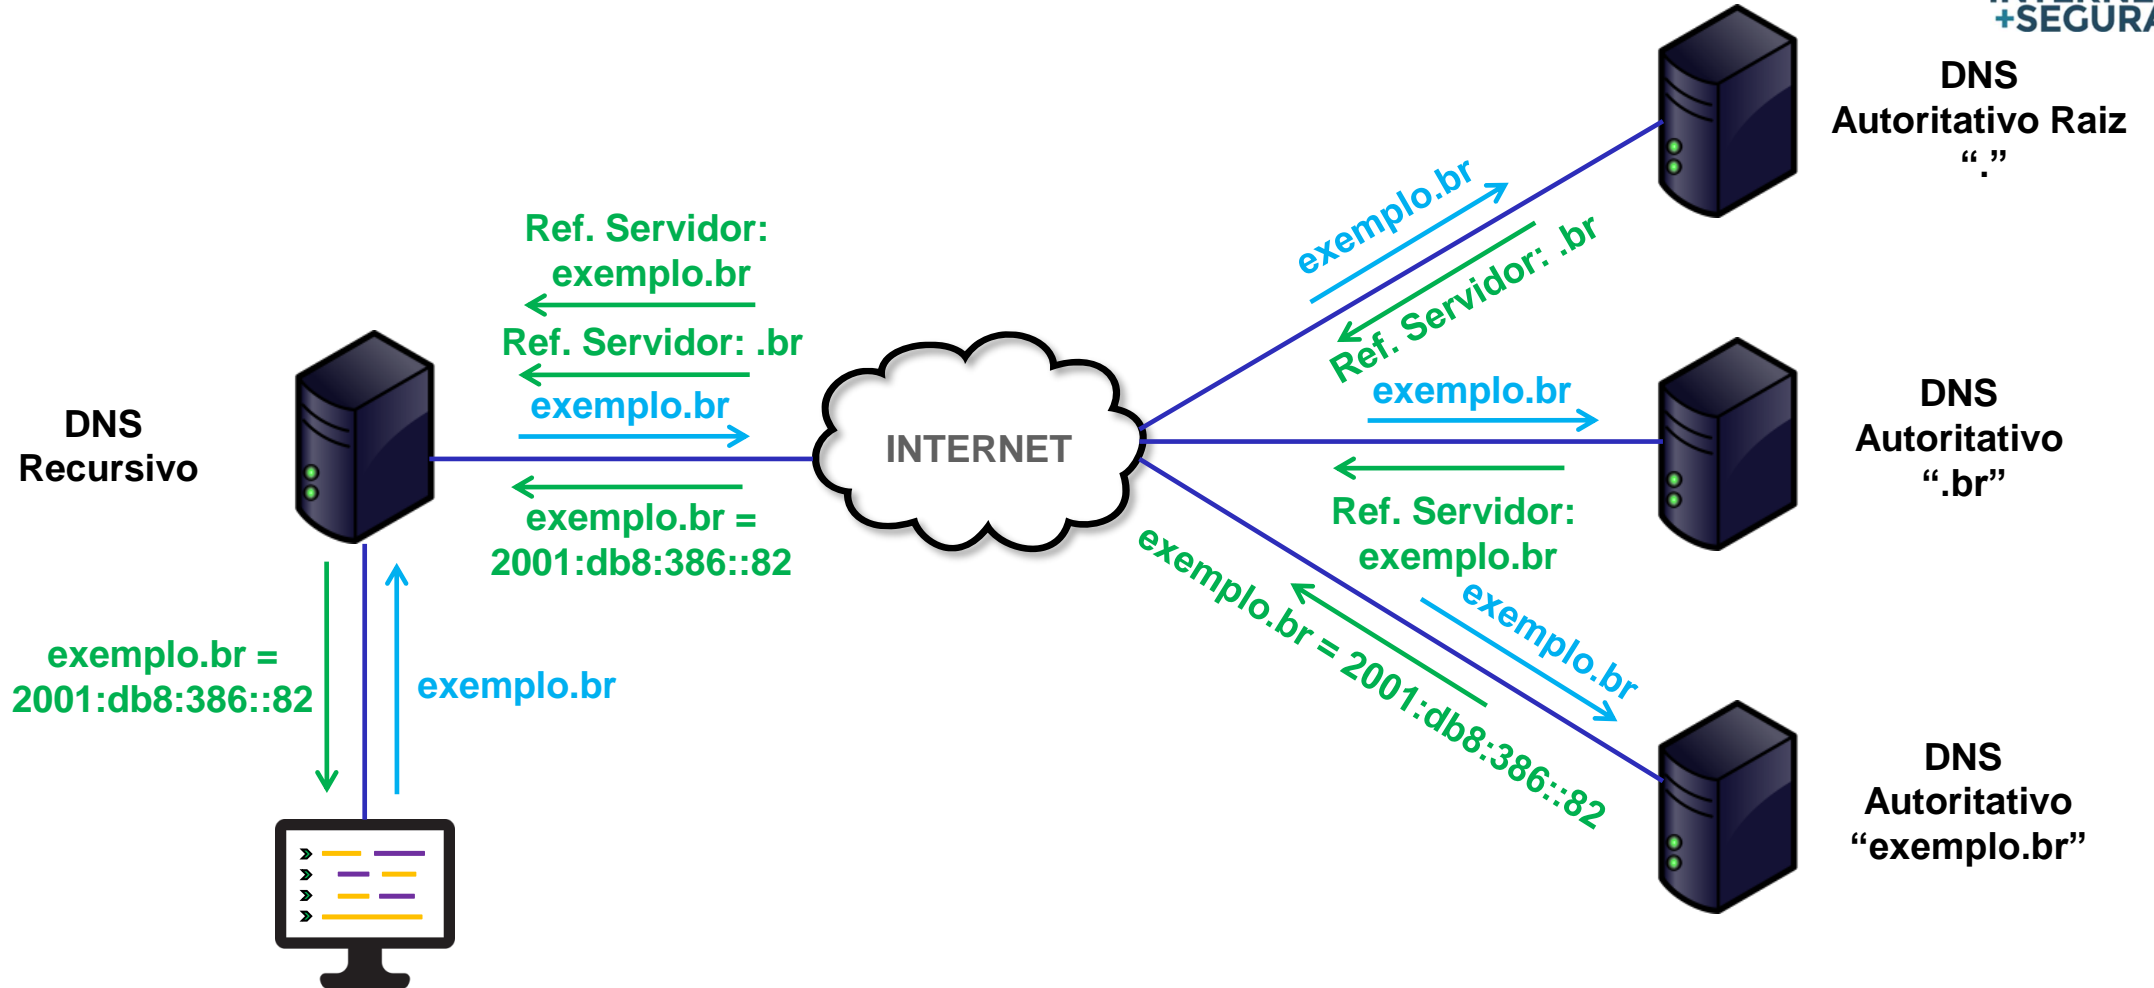 +SEGURA
DNS
Autoritativo Raiz
“.”
exemplo.br
Ref. Servidor: .br
Ref. Servidor:
exemplo.br
Ref. Servidor: .br
exemplo.br
INTERNET
exemplo.br =
2001:db8:386::82
DNS
Recursivo
exemplo.br
Ref. Servidor:
exemplo.br
DNS
Autoritativo
“.br”
exemplo.br
exemplo.br = 2001:db8:386::82
DNS
Autoritativo
“exemplo.br”
exemplo.br =
2001:db8:386::82
exemplo.br